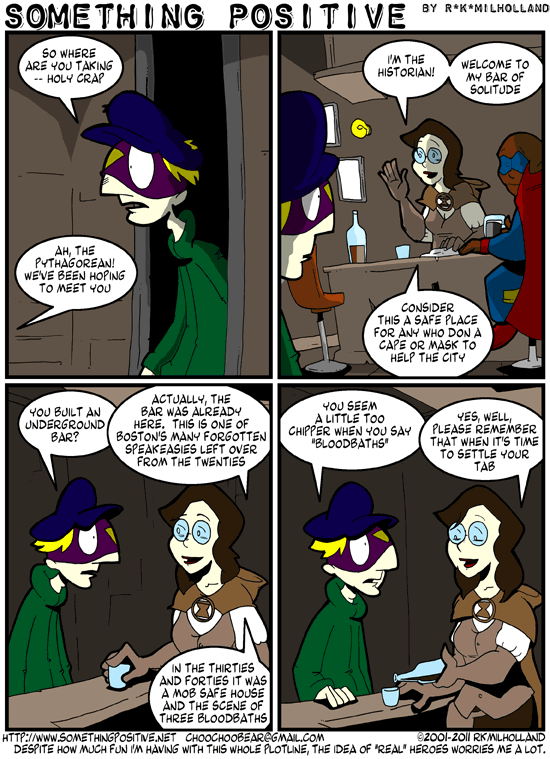 SOMETHING POSITIVE BY R*K*MILHOLLAND
SO WHERE
ARE YOU TAKING
-- HOLY CRAP
AH, THE
PYTHAGOREAN!
WE'VE BEEN HOPING
TO MEET YOU
I'M THE
HISTORIAN!
WELCOME TO
MY BAR OF
SOLITUDE
CONSIDER
THIS A SAFE PLACE
FOR ANY WHO DON A
CAPE OR MASK TO
HELP THE CITY
YOU BUILT AN
UNDERGROUND
BAR?
ACTUALLY, THE
BAR WAS ALREADY
HERE. THIS IS ONE OF
BOSTON'S MANY FORGOTTEN
SPEAKEASIES LEFT OVER
FROM THE TWENTIES
IN THE THIRTIES
AND FORTIES IT WAS
A MOB SAFE HOUSE
AND THE SCENE OF
THREE BLOODBATHS
YOU SEEM
A LITTLE TOO
CHIPPER WHEN YOU SAY
"BLOODBATHS"
YES, WELL,
PLEASE REMEMBER
THAT WHEN IT'S TIME
TO SETTLE YOUR
TAB
HTTP://WWW.SOMETHINGPOSITIVE.NET CHOOCHOOBEAR@GMAIL.COM ©2001-2011 RKMILHOLLAND
DESPITE HOW MUCH FUN I'M HAVING WITH THIS WHOLE PLOTLINE, THE IDEA OF "REAL" HEROES WORRIES ME A LOT.